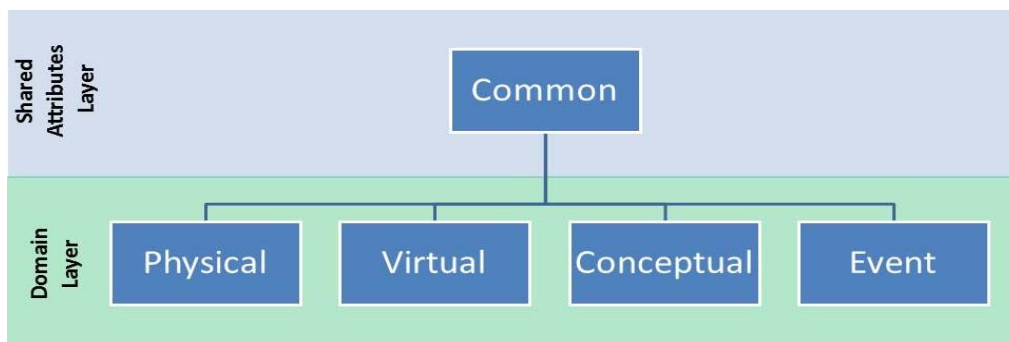 Shared
Attributes
Layer
Common
Domain
Layer
Physical
Virtual
Conceptual
Event